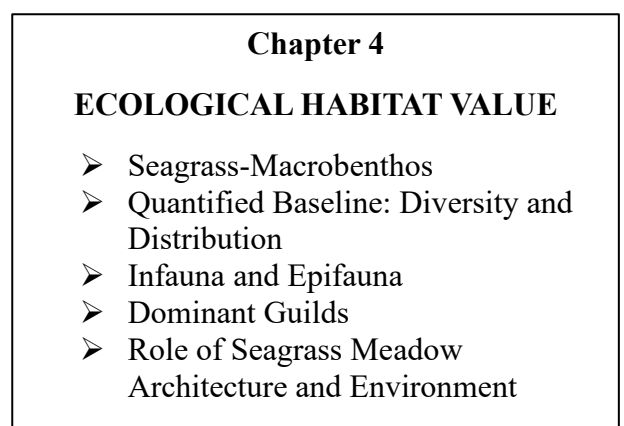 Chapter 4
ECOLOGICAL HABITAT VALUE
➢ Seagrass-Macrobenthos
➢ Quantified Baseline: Diversity and
Distribution
➢ Infauna and Epifauna
➢ Dominant Guilds
➢ Role of Seagrass Meadow
Architecture and Environment